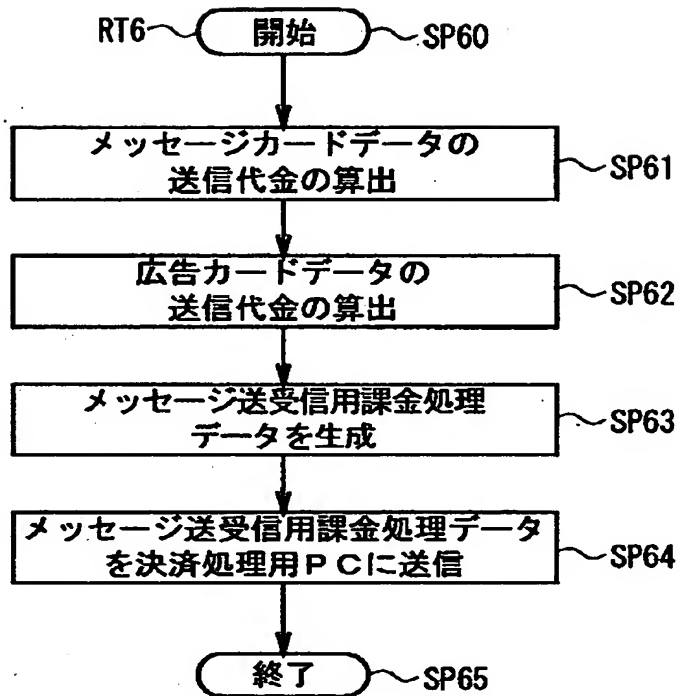 RT6 開始 SP60
メッセージカードデータの
送信代金の算出
SP61
広告カードデータの
送信代金の算出
SP62
メッセージ送受信用課金処理
データを生成
SP63
メッセージ送受信用課金処理データ
を決済処理用PCに送信
SP64
終了 SP65